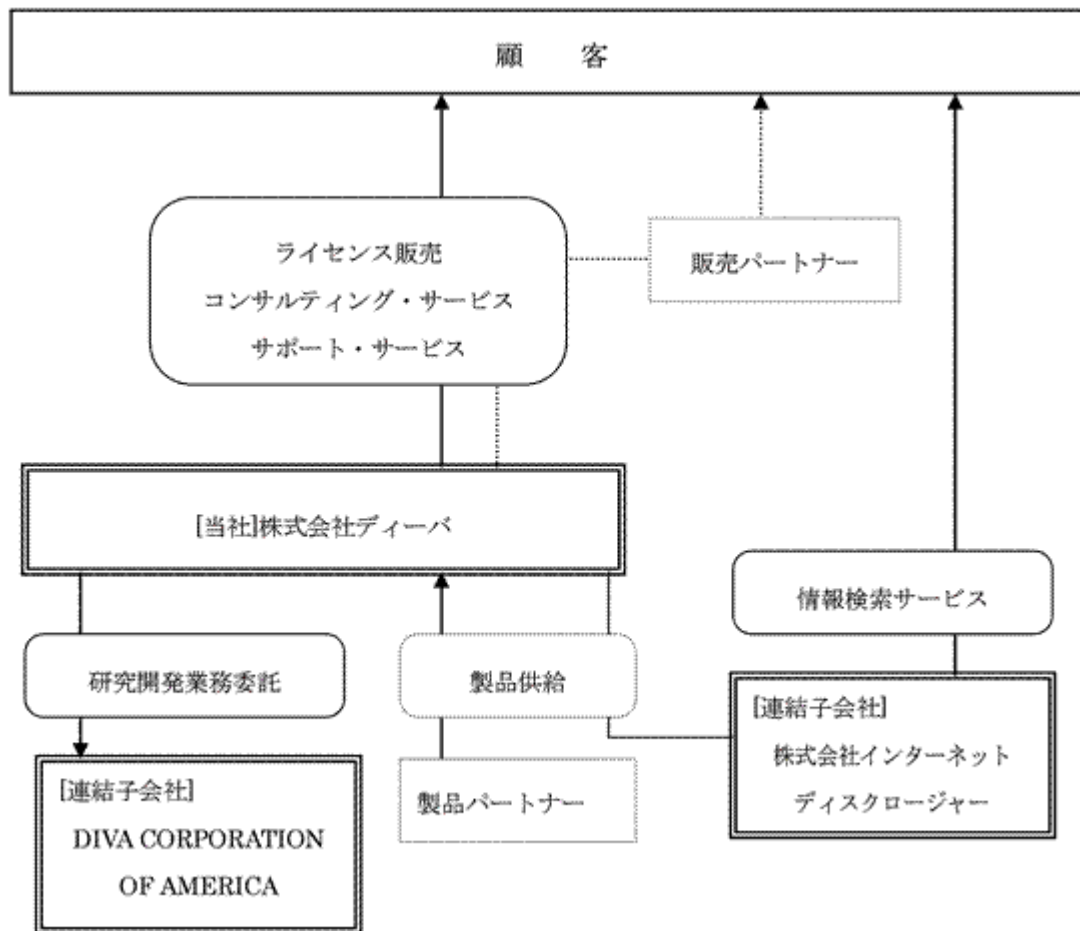 顧　　客
ライセンス販売
コンサルティング・サービス
サポート・サービス
販売パートナー
[当社]株式会社ディーバ
情報検索サービス
研究開発業務委託
製品供給
[連結子会社]
株式会社インターネット
ディスクロージャー
[連結子会社]
DIVA CORPORATION
OF AMERICA
製品パートナー